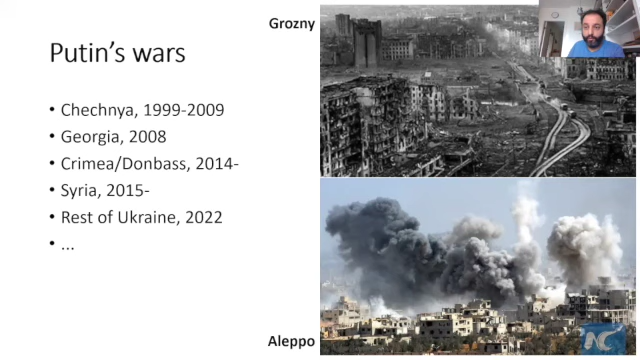 Grozny
Putin's wars
• Chechnya, 1999-2009
• Georgia, 2008
• Crimea/Donbass, 2014-
• Syria, 2015-
• Rest of Ukraine, 2022
• ...
Aleppo